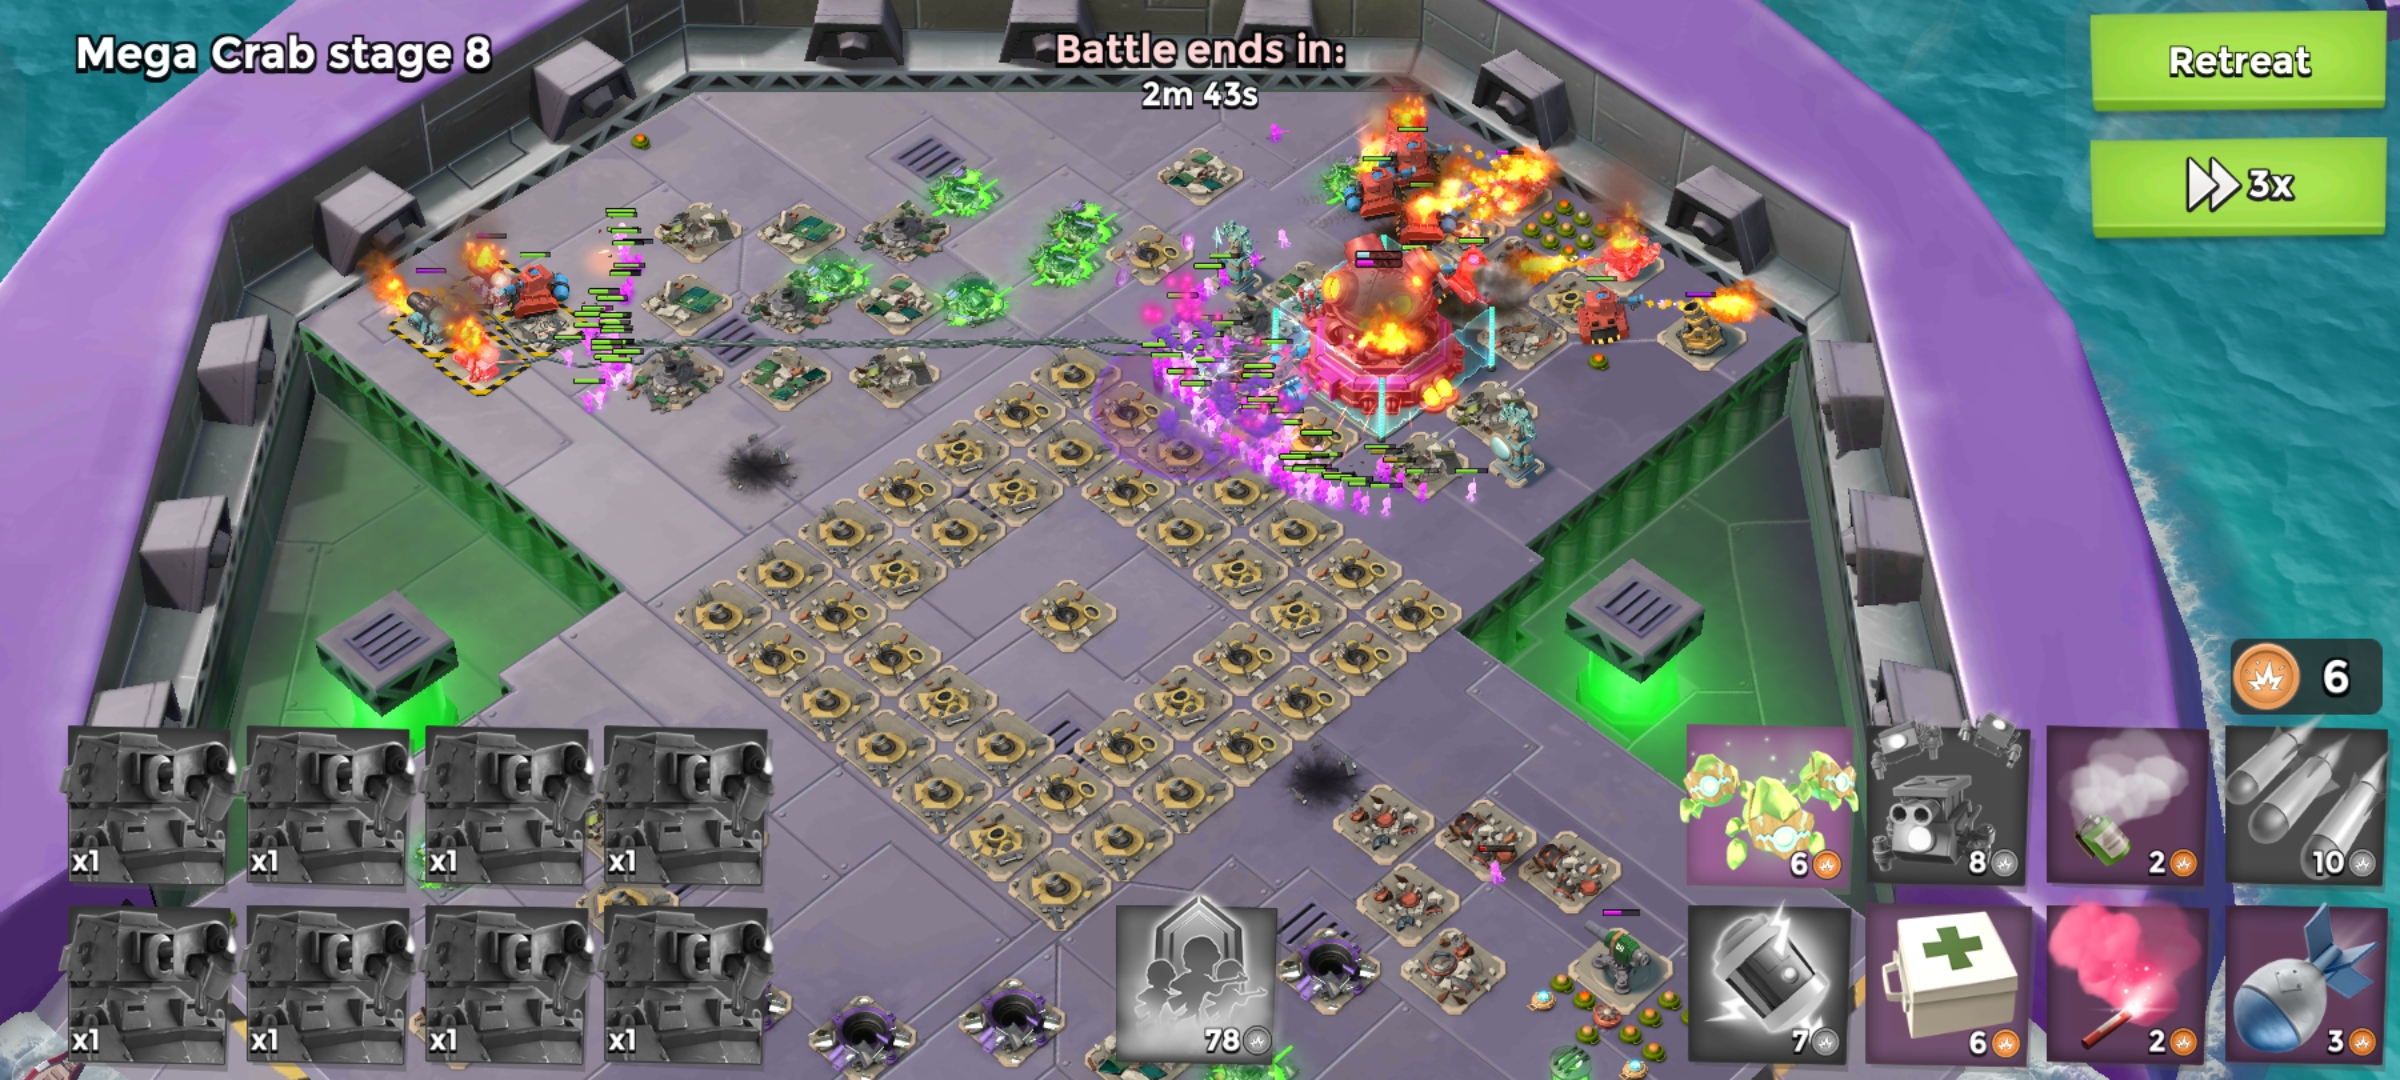 Mega Crab stage 8
Battle ends in:
2m 43s
Retreat
3x
6
x1
x1
x1
x1
6
8
2
10
x1
x1
x1
x1
78
7
6
2
3